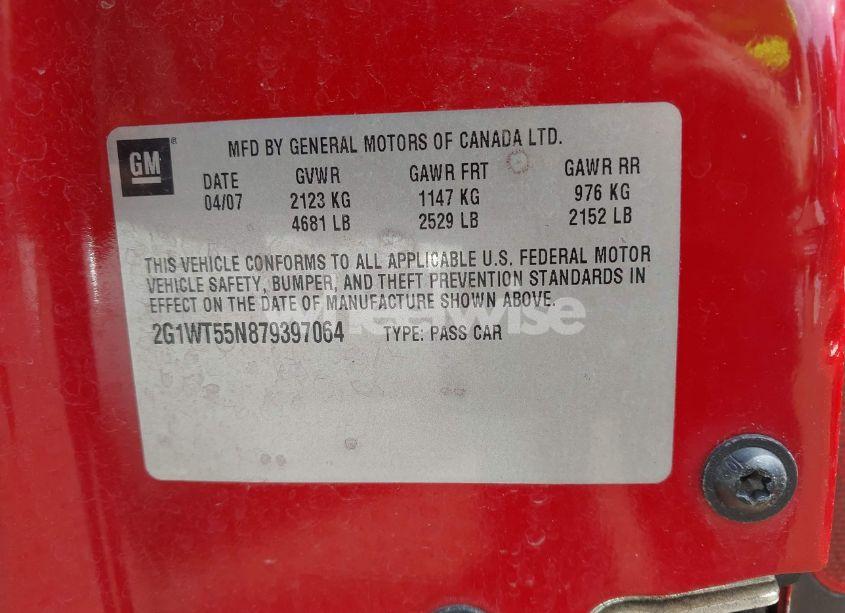 GM®
MFD BY GENERAL MOTORS OF CANADA LTD.
DATE GVWR GAWR FRT GAWR RR
04/07 2123 KG 1147 KG 976 KG
4681 LB 2529 LB 2152 LB
THIS VEHICLE CONFORMS TO ALL APPLICABLE U.S. FEDERAL MOTOR
VEHICLE SAFETY, BUMPER, AND THEFT PREVENTION STANDARDS IN
EFFECT ON THE DATE OF MANUFACTURE SHOWN ABOVE.
wheelwise
2G1WT55N879397064 TYPE: PASS CAR